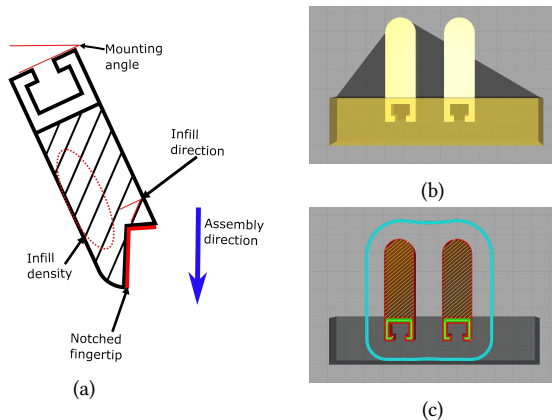 Mounting
angle
Infill
direction
Assembly
direction
Infill
density
Notched
fingertip
(a)
(b)
(c)